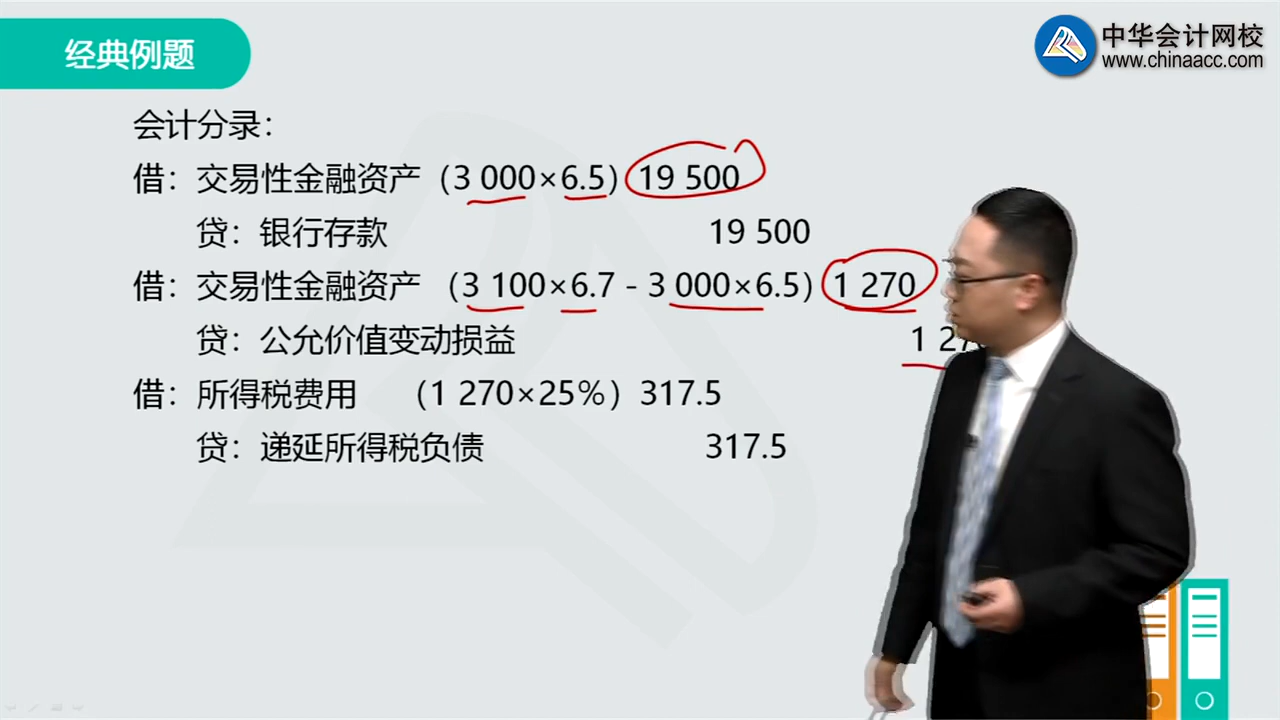 经典例题
中华会计网校
www.chinaacc.com
会计分录：
借：交易性金融资产（3 000×6.5）19 500
贷：银行存款 19 500
借：交易性金融资产（3 100×6.7 - 3 000×6.5）1 270
贷：公允价值变动损益 1 27
借：所得税费用（1 270×25%）317.5
贷：递延所得税负债 317.5